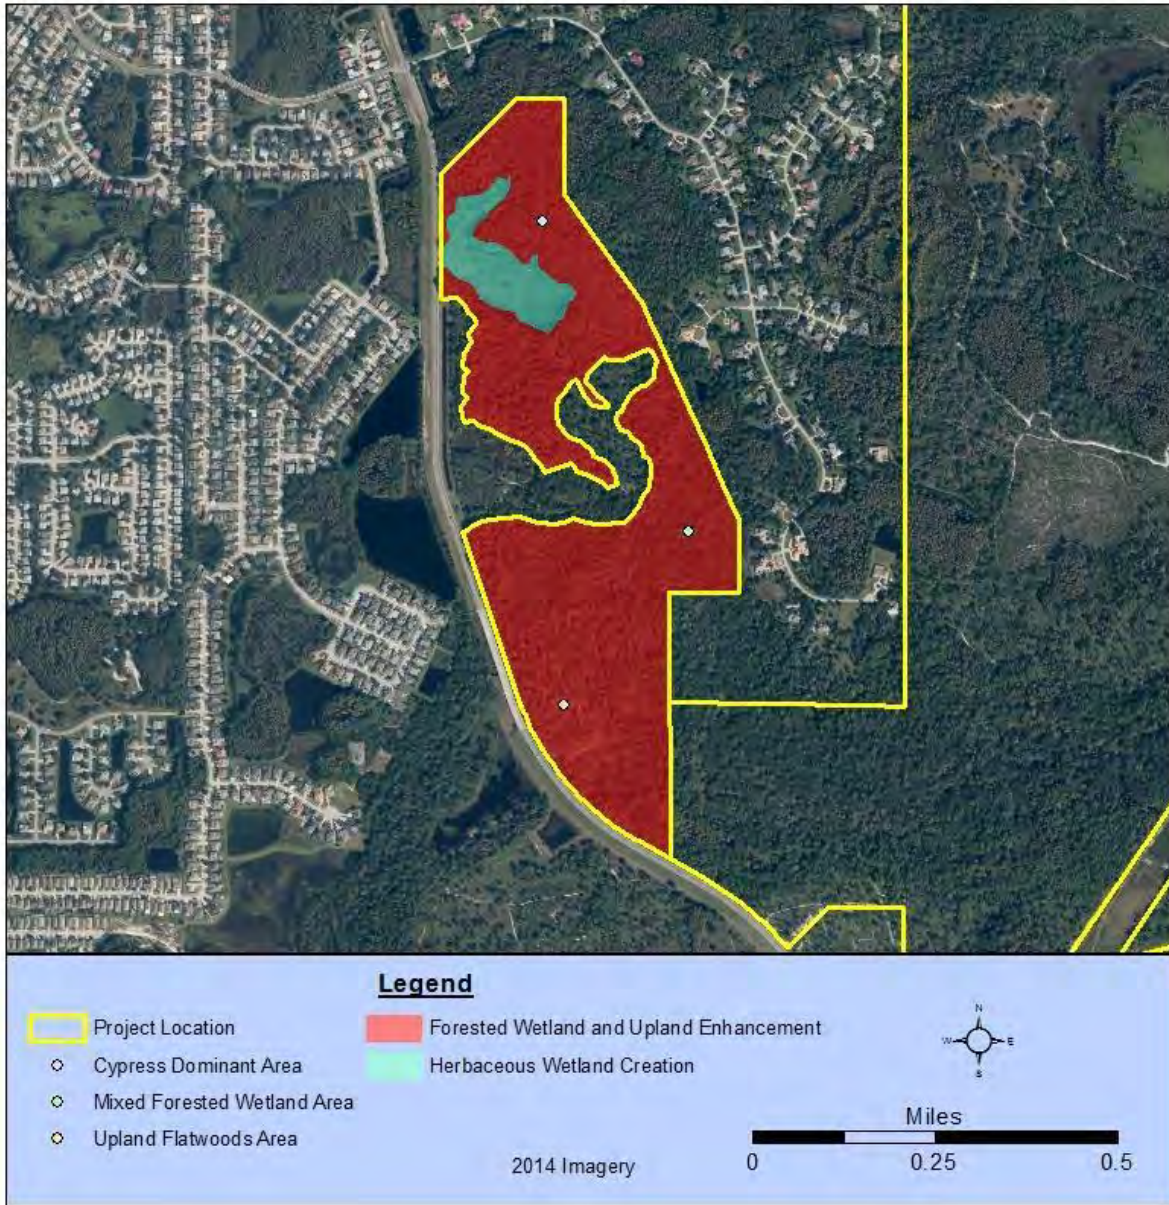 Legend
Project Location
Cypress Dominant Area
Mixed Forested Wetland Area
Upland Flatwoods Area
Forested Wetland and Upland Enhancement
Herbaceous Wetland Creation
2014 Imagery
N
W E
S
Miles
0 0.25 0.5